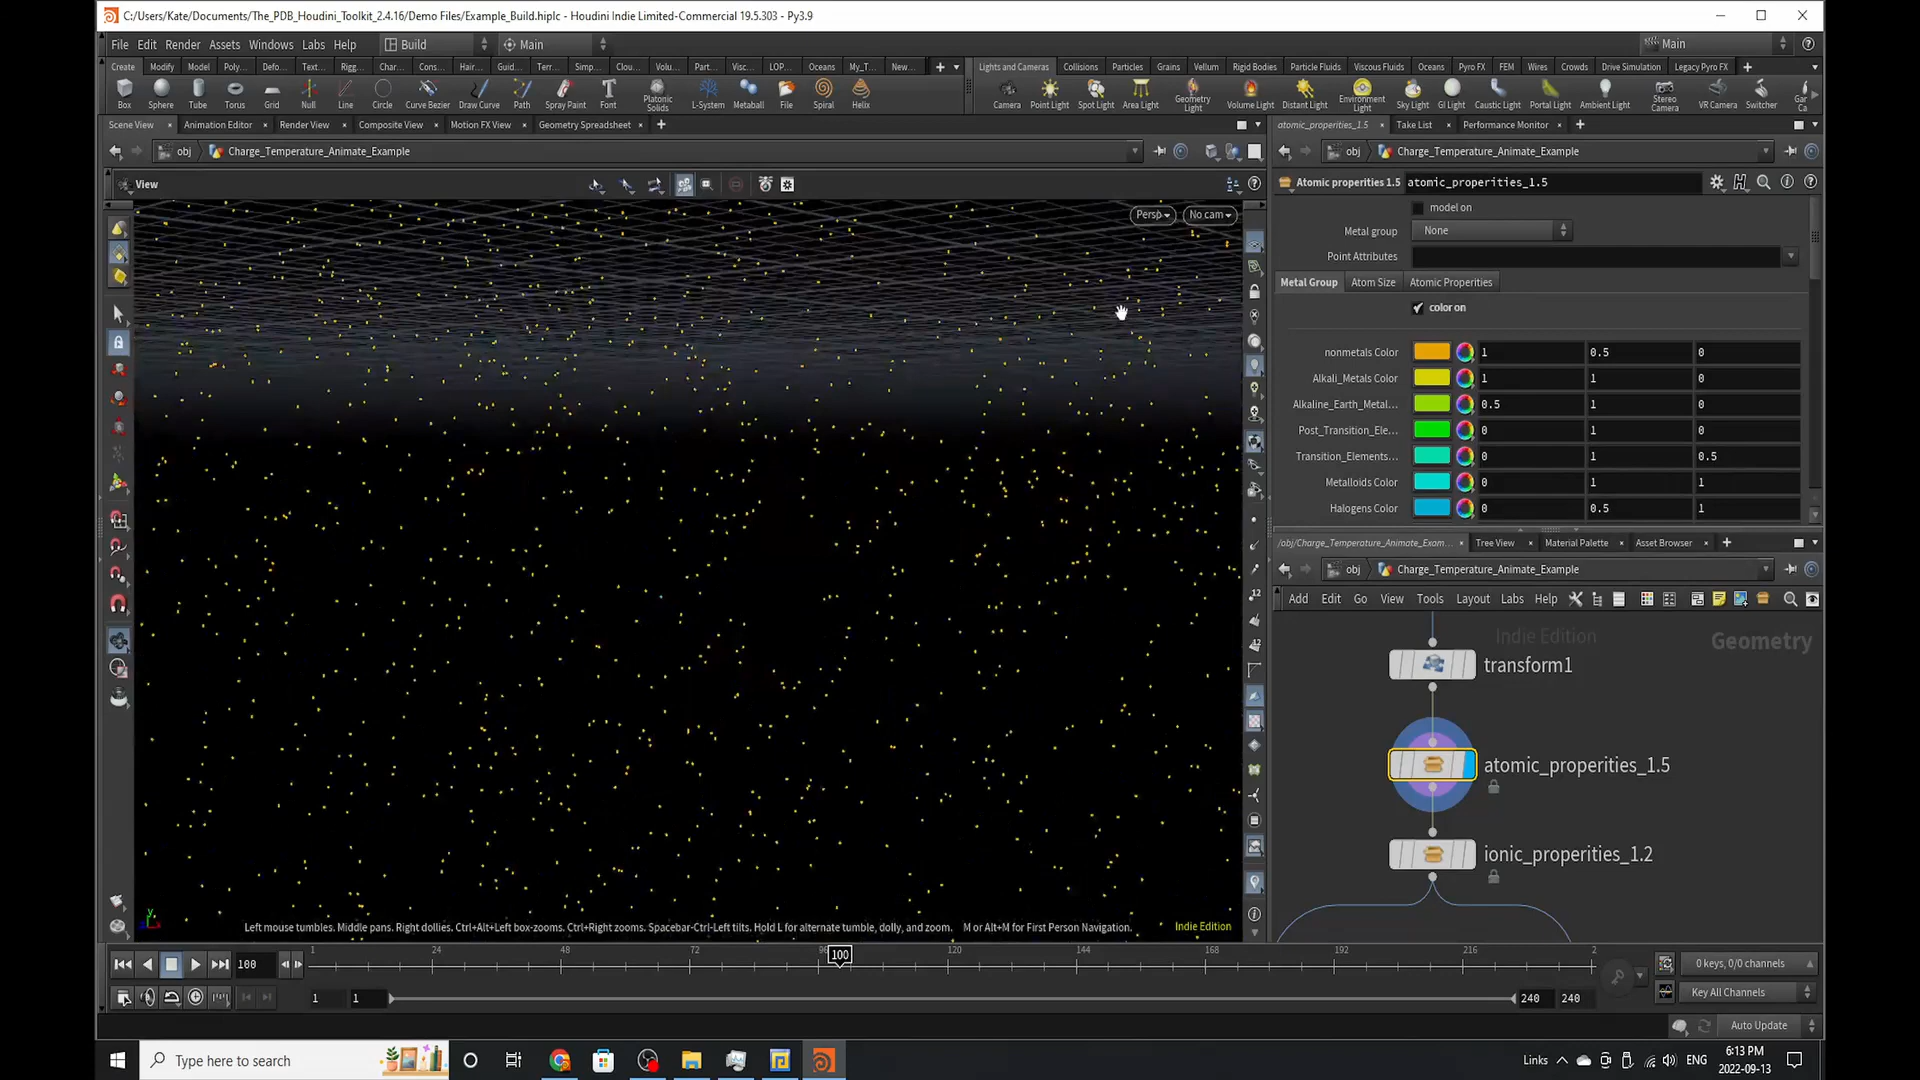 C:/Users/Kate/Documents/The_PDB_Houdini_Toolkit_2.4.16/Demo Files/Example_Build.hiplc - Houdini Indie Limited-Commercial 19.5.303 - Py3.9
File Edit Render Assets Windows Labs Help Build Main Main
Create Modify Model Poly... Defo... Text... Rigg... Char... Cons... Hair... Guid... Terr... Simp... Clou... Volu... Part... Visc... LOP... Oceans My_T... New...
Box Sphere Tube Torus Grid Null Line Circle Curve Bezier Draw Curve Path Spray Paint Font Platonic Solids L-System Metaball File Spiral Helix
Lights and Cameras Collisions Particles Grains Vellum Rigid Bodies Particle Fluids Viscous Fluids Oceans Pyro FX FEM Wires Crowds Drive Simulation Legacy Pyro FX
Camera Point Light Spot Light Area Light Geometry Light Volume Light Distant Light Environment Light Sky Light GI Light Caustic Light Portal Light Ambient Light Stereo Camera VR Camera Switcher Gar Ca
Scene View Animation Editor Render View Composite View Motion FX View Geometry Spreadsheet
obj Charge_Temperature_Animate_Example
View
Persp No cam
Left mouse tumbles. Middle pans. Right dollies. Ctrl+Alt+Left box-zooms. Ctrl+Right zooms. Spacebar-Ctrl-Left tilts. Hold L for alternate tumble, dolly, and zoom. M or Alt+M for First Person Navigation.
Indie Edition
y
atomic_properities_1.5 Take List Performance Monitor
obj Charge_Temperature_Animate_Example
Atomic properities 1.5 atomic_properities_1.5
model on
Metal group None
Point Attributes
Metal Group Atom Size Atomic Properties
color on
nonmetals Color 1 0.5 0
Alkali_Metals Color 1 1 0
Alkaline_Earth_Metal... 0.5 1 0
Post_Transition_Ele... 0 1 0
Transition_Elements... 0 1 0.5
Metalloids Color 0 1 1
Halogens Color 0 0.5 1
/obj/Charge_Temperature_Animate_Exam... Tree View Material Palette Asset Browser
obj Charge_Temperature_Animate_Example
Add Edit Go View Tools Layout Labs Help
Indie Edition Geometry
transform1
atomic_properities_1.5
ionic_properities_1.2
100 1 24 48 72 96 100 120 144 168 192 216 2
0 keys, 0/0 channels
1 1 240 240
Key All Channels
Auto Update
Type here to search
Links ENG 6:13 PM
2022-09-13